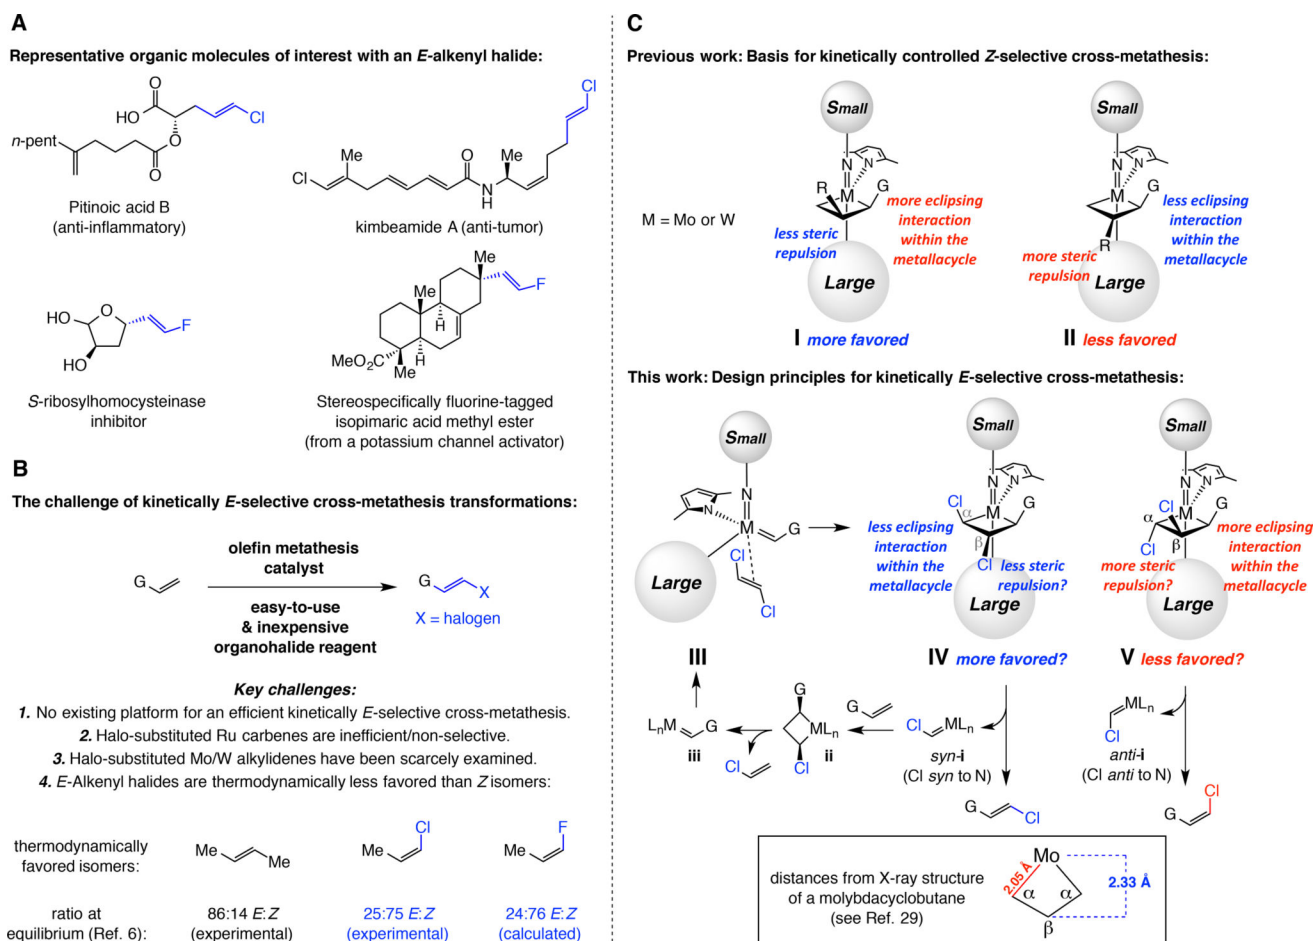 A
Representative organic molecules of interest with an E-alkenyl halide:
O
HO
Cl
n-pent
O
O
Pitinoic acid B
(anti-inflammatory)
Cl
Me
Cl
O
N
H
Me
kimbeamide A (anti-tumor)
HO
O
F
HO
S-ribosylhomocysteinase
inhibitor
Me
F
Me
H
H
MeO2C
Me
Stereospecifically fluorine-tagged
isopimaric acid methyl ester
(from a potassium channel activator)
B
The challenge of kinetically E-selective cross-metathesis transformations:
G
olefin metathesis
catalyst
easy-to-use
& inexpensive
organohalide reagent
G
X
X = halogen
Key challenges:
1. No existing platform for an efficient kinetically E-selective cross-metathesis.
2. Halo-substituted Ru carbenes are inefficient/non-selective.
3. Halo-substituted Mo/W alkylidenes have been scarcely examined.
4. E-Alkenyl halides are thermodynamically less favored than Z isomers:
thermodynamically
favored isomers:
Me
Me
Me
Cl
Me
F
ratio at
equilibrium (Ref. 6):
86:14 E:Z
(experimental)
25:75 E:Z
(experimental)
24:76 E:Z
(calculated)
C
Previous work: Basis for kinetically controlled Z-selective cross-metathesis:
M = Mo or W
Small
N
N
R
M
G
less steric
repulsion
more eclipsing
interaction
within the
metallacycle
Large
I more favored
Small
N
N
M
G
R
more steric
repulsion
less eclipsing
interaction
within the
metallacycle
Large
II less favored
This work: Design principles for kinetically E-selective cross-metathesis:
Small
N
N
M
G
Cl
Cl
Large
III
Small
N
N
Cl
α
M
G
β
Cl
less eclipsing
interaction
within the
metallacycle
less steric
repulsion?
Large
IV more favored?
Small
N
N
Cl
α
M
G
β
Cl
more steric
repulsion?
more eclipsing
interaction
within the
metallacycle
Large
V less favored?
LnM
G
iii
Cl
G
MLn
Cl
ii
G
Cl
MLn
syn-i
(Cl syn to N)
G
Cl
MLn
Cl
anti-i
(Cl anti to N)
G
Cl
distances from X-ray structure
of a molybdacyclobutane
(see Ref. 29)
Mo
2.05 Å
α
α
β
2.33 Å